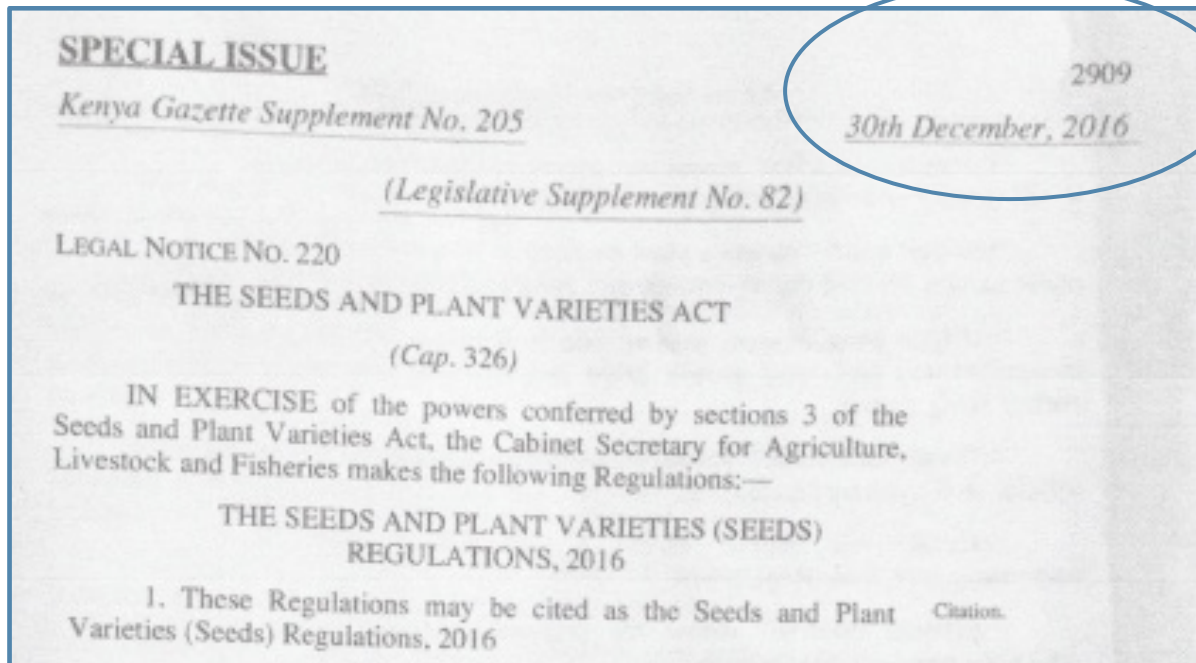 SPECIAL ISSUE
2909
Kenya Gazette Supplement No. 205
30th December, 2016
(Legislative Supplement No. 82)
LEGAL NOTICE NO. 220
THE SEEDS AND PLANT VARIETIES ACT
(Cap. 326)
IN EXERCISE of the powers conferred by sections 3 of the
Seeds and Plant Varieties Act, the Cabinet Secretary for Agriculture,
Livestock and Fisheries makes the following Regulations:—
THE SEEDS AND PLANT VARIETIES (SEEDS)
REGULATIONS, 2016
1. These Regulations may be cited as the Seeds and Plant Citation.
Varieties (Seeds) Regulations, 2016